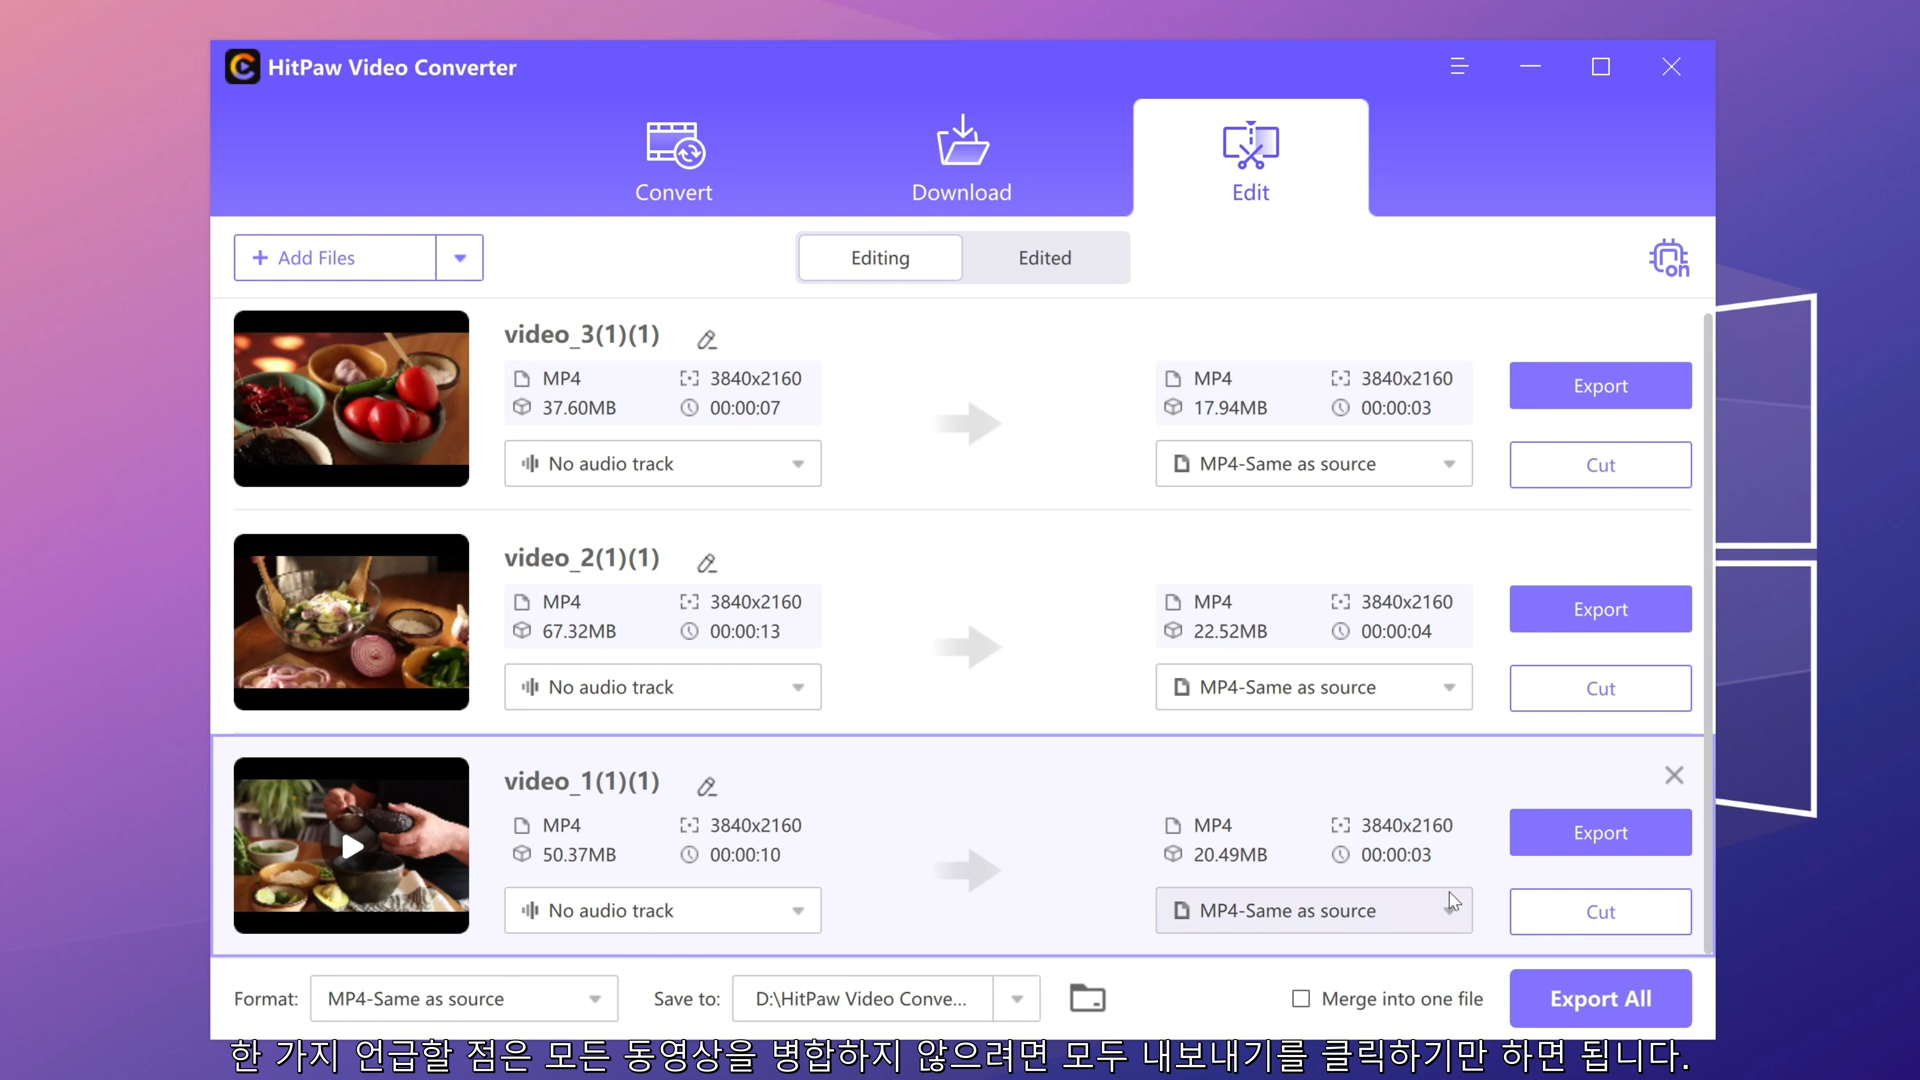 HitPaw Video Converter
Convert
Download
Edit
Add Files
Editing
Edited
on
video_3(1)(1)
MP4
3840x2160
37.60MB
00:00:07
No audio track
MP4
3840x2160
17.94MB
00:00:03
MP4-Same as source
Export
Cut
video_2(1)(1)
MP4
3840x2160
67.32MB
00:00:13
No audio track
MP4
3840x2160
22.52MB
00:00:04
MP4-Same as source
Export
Cut
video_1(1)(1)
MP4
3840x2160
50.37MB
00:00:10
No audio track
MP4
3840x2160
20.49MB
00:00:03
MP4-Same as source
Export
Cut
Format: MP4-Same as source
Save to: D:\HitPaw Video Conve...
Merge into one file
Export All
한 가지 언급할 점은 모든 동영상을 병합하지 않으려면 모두 내보내기를 클릭하기만 하면 됩니다.